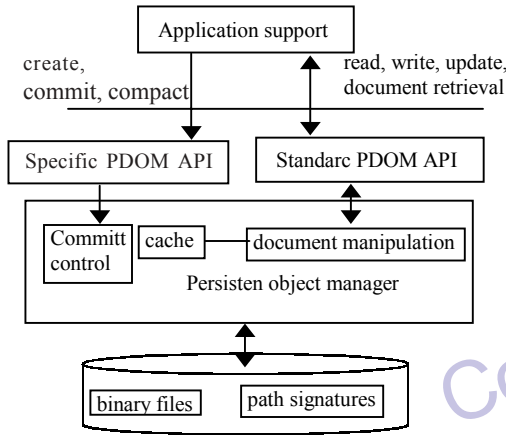 Application support
create,
commit, compact
read, write, update,
document retrieval
Specific PDOM API
Standarc PDOM API
Committ
control
cache
document manipulation
Persisten object manager
binary files
path signatures